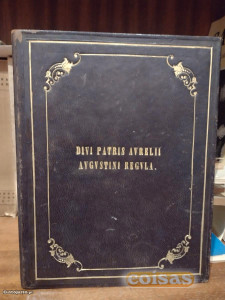 DIVI PATRIS AVRELII
AVGVSTINI REGVLA.
coisas